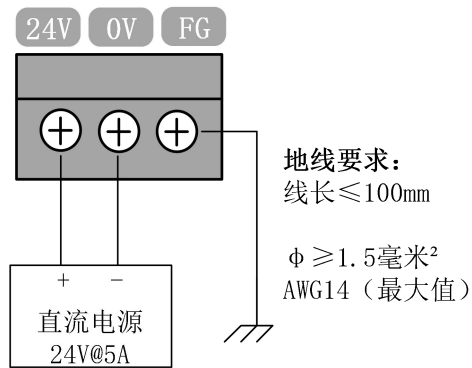 24V 0V FG
地线要求：
线长≤100mm
φ≥1.5毫米²
AWG14（最大值）
+ −
直流电源
24V@5A